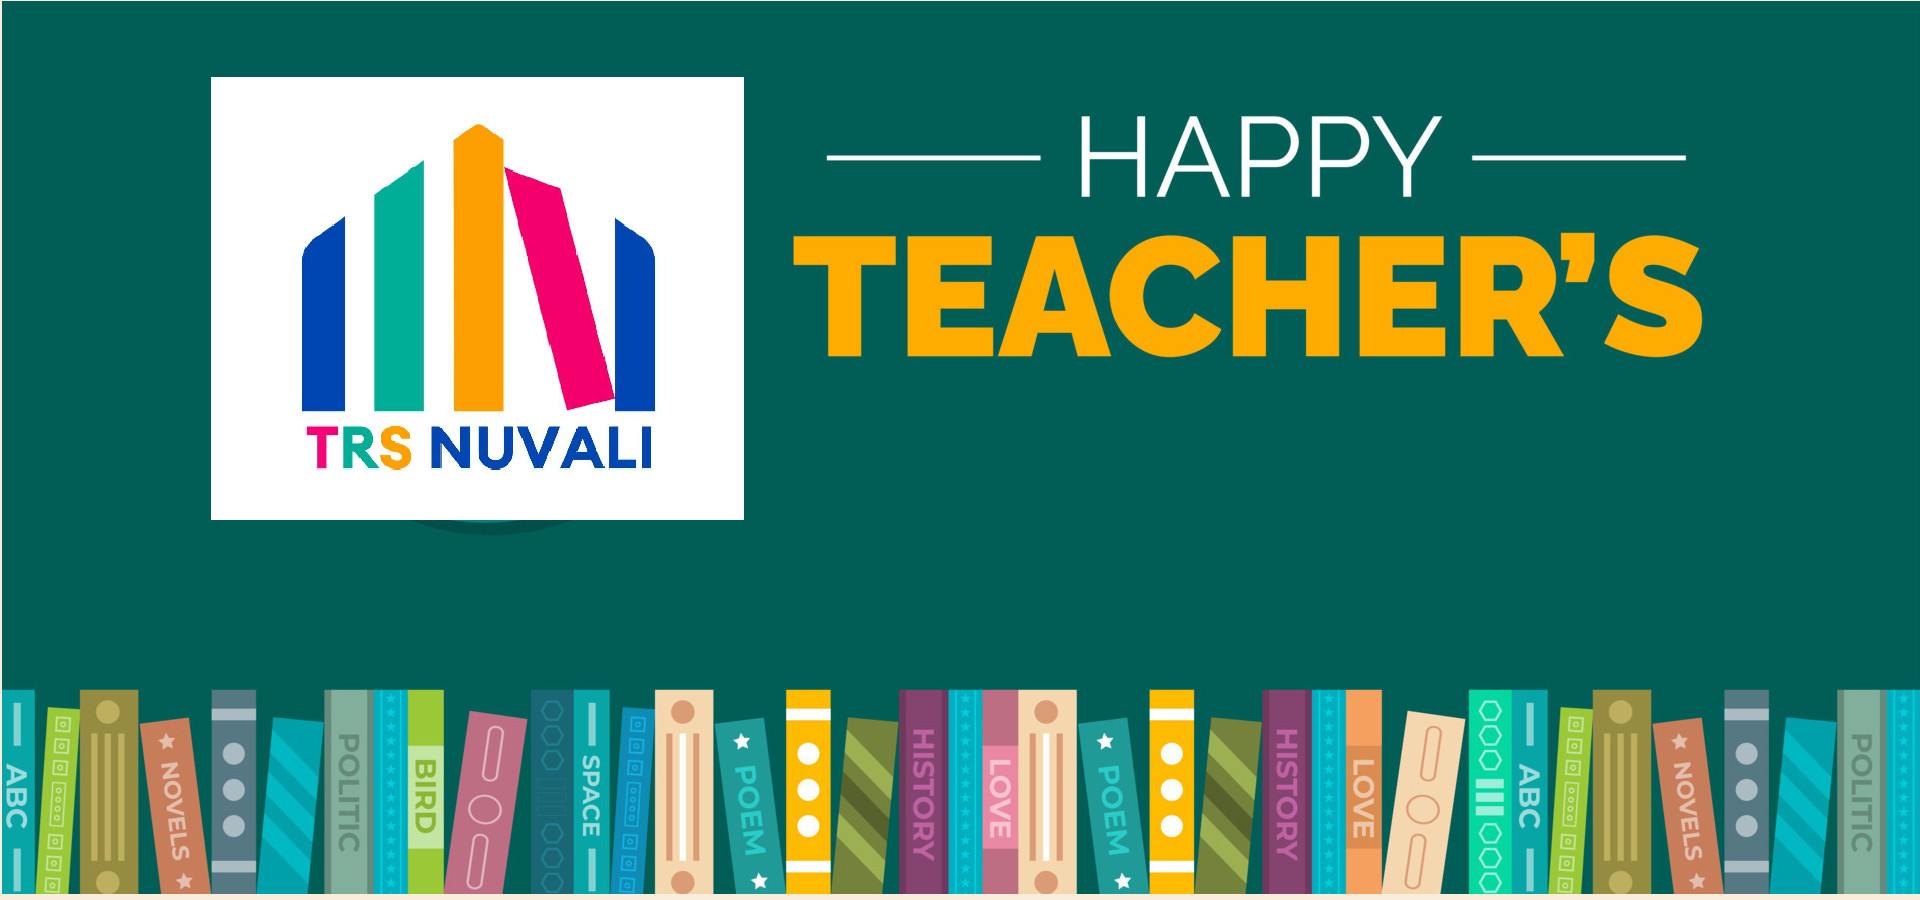 HAPPY
TEACHER'S
TRS NUVALI
ABC
NOVELS
POLITIC
BIRD
SPACE
POEM
HISTORY
LOVE
POEM
HISTORY
LOVE
ABC
NOVELS
POLITIC